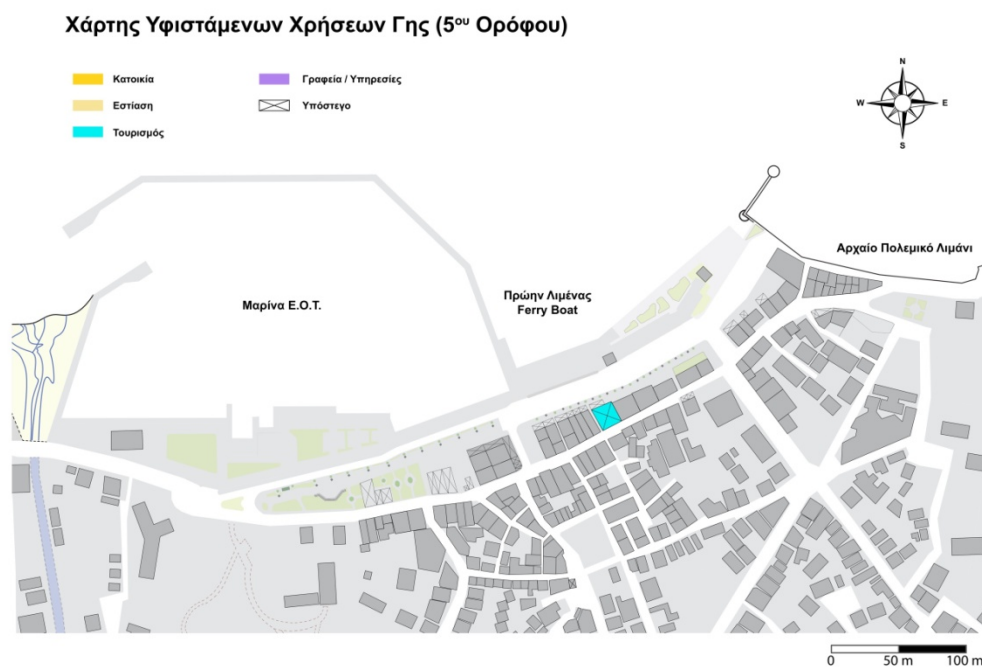 Χάρτης Υφιστάμενων Χρήσεων Γης (5ου Ορόφου)
Κατοικία
Γραφεία / Υπηρεσίες
Εστίαση
Υπόστεγο
Τουρισμός
N
W E
S
Αρχαίο Πολεμικό Λιμάνι
Μαρίνα Ε.Ο.Τ.
Πρώην Λιμένας
Ferry Boat
0 50 m 100 m